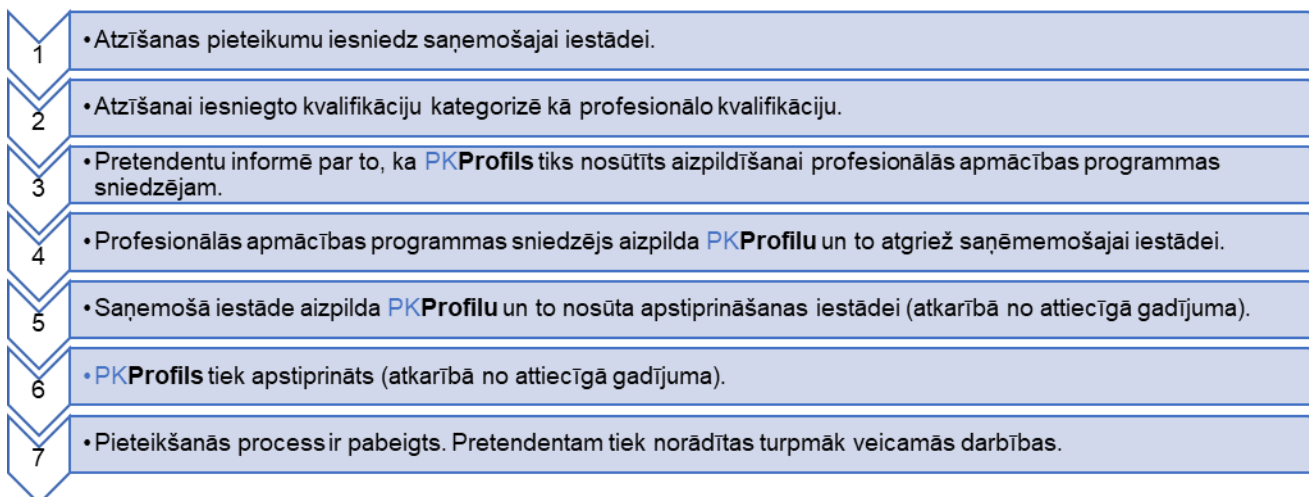 1
•Atzīšanas pieteikumu iesniedz saņemošajai iestādei.
2
•Atzīšanai iesniegto kvalifikāciju kategorizē kā profesionālo kvalifikāciju.
3
•Pretendentu informē par to, ka PKProfils tiks nosūtīts aizpildīšanai profesionālās apmācības programmas
sniedzējam.
4
•Profesionālās apmācības programmas sniedzējs aizpilda PKProfilu un to atgriež saņēmemošajai iestādei.
5
•Saņemošā iestāde aizpilda PKProfilu un to nosūta apstiprināšanas iestādei (atkarībā no attiecīgā gadījuma).
6
•PKProfils tiek apstiprināts (atkarībā no attiecīgā gadījuma).
7
•Pieteikšanās process ir pabeigts. Pretendentam tiek norādītas turpmāk veicamās darbības.